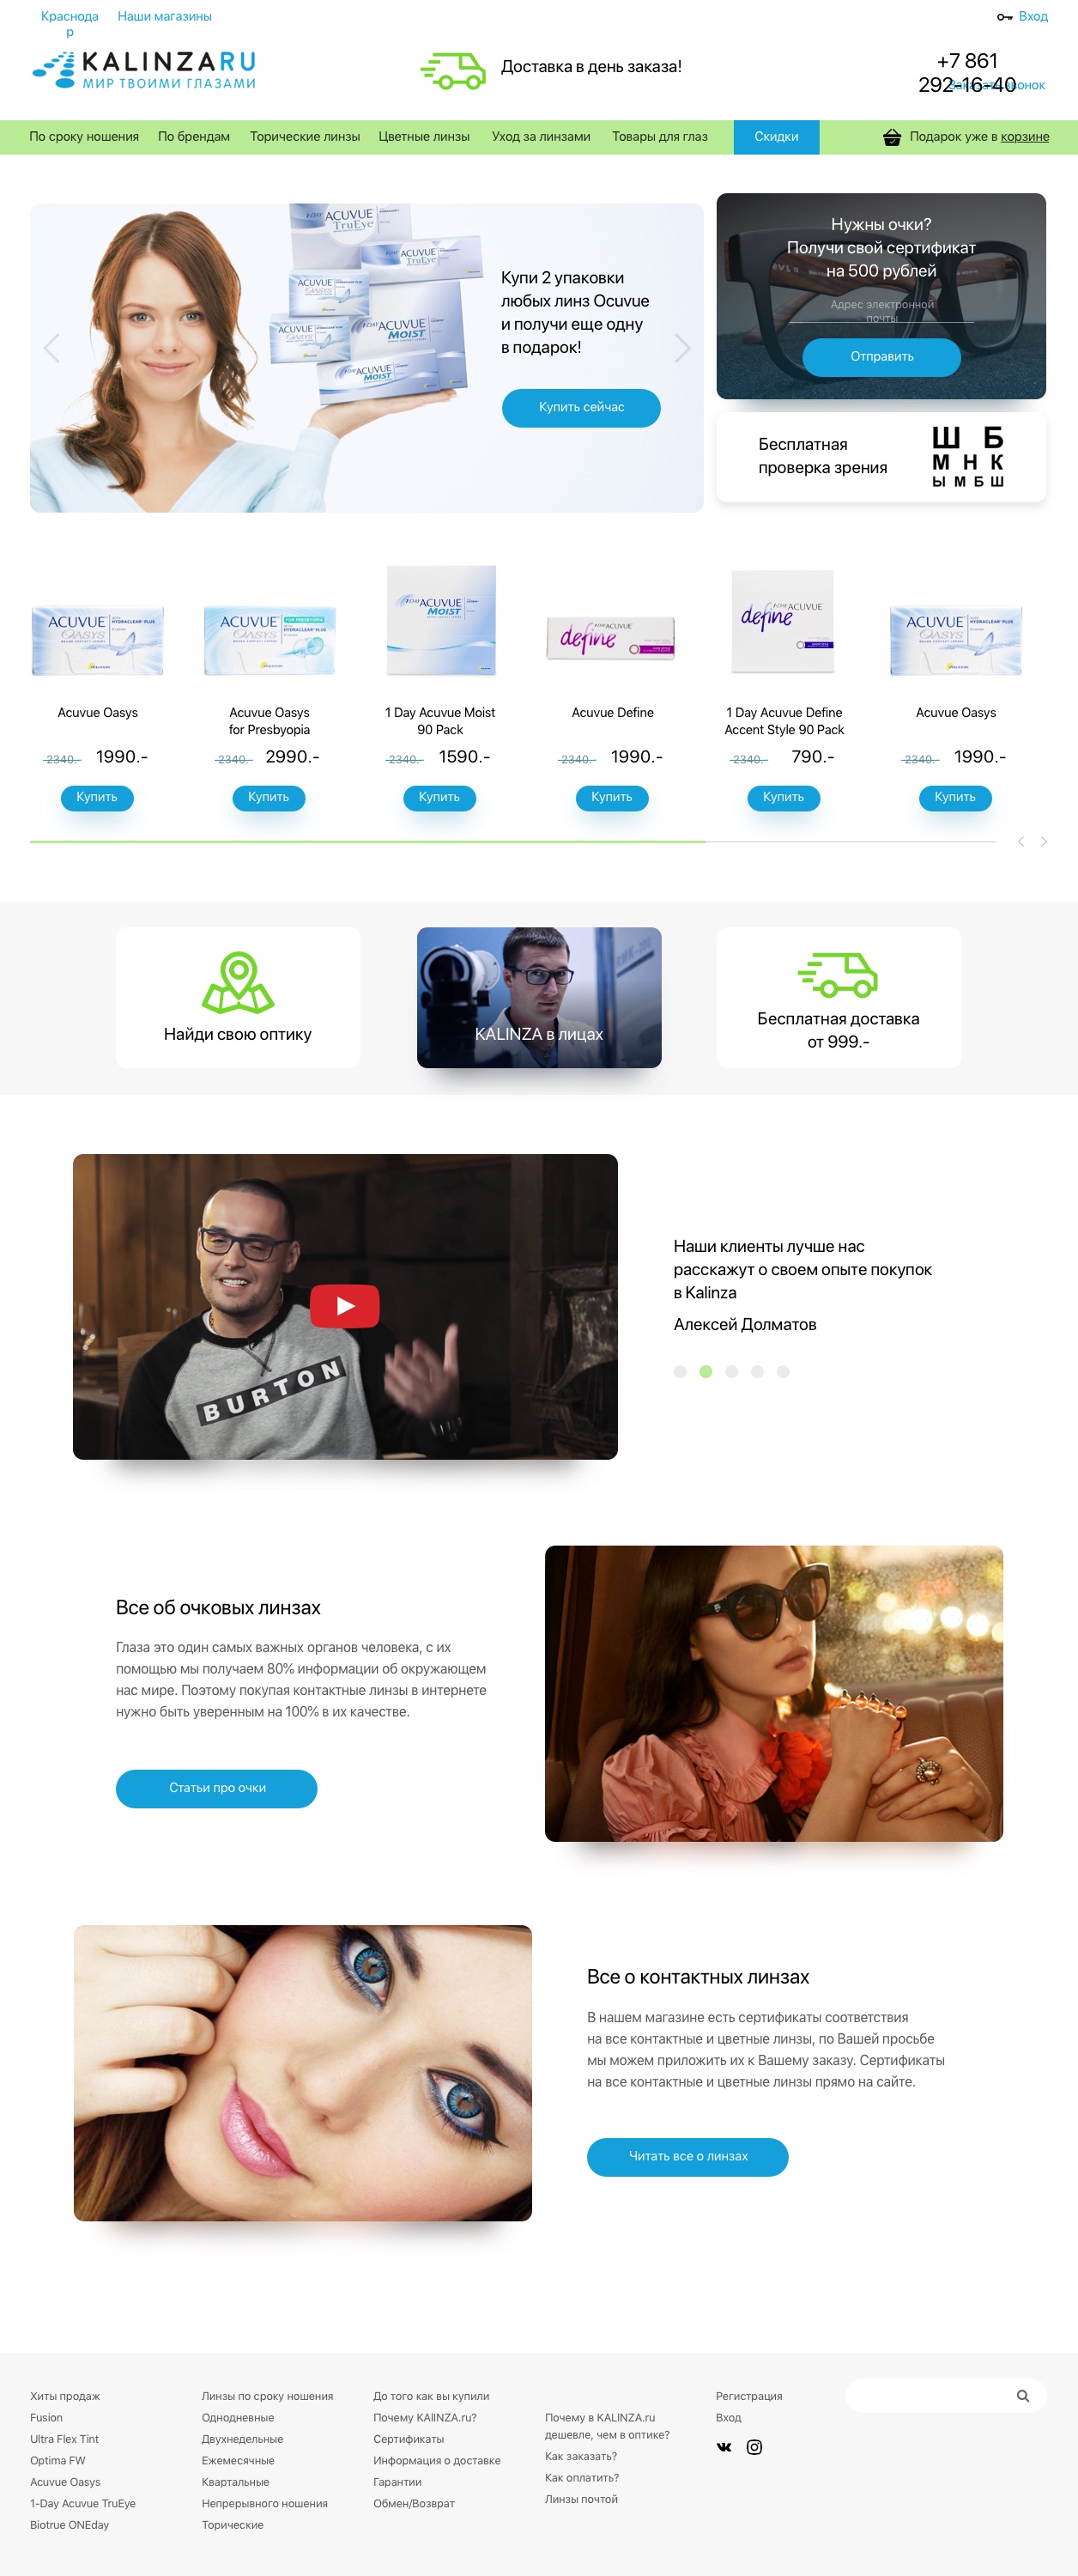 Краснода
р
Наши магазины
Вход
KALINZARU
МИР ТВОИМИ ГЛАЗАМИ
Доставка в день заказа!
+7 861
292-16-40
По сроку ношения
По брендам
Торические линзы
Цветные линзы
Уход за линзами
Товары для глаз
Скидки
Подарок уже в корзине
Купи 2 упаковки
любых линз Ocuvue
и получи еще одну
в подарок!
Купить сейчас
Нужны очки?
Получи свой сертификат
на 500 рублей
Адрес электронной
почты
Отправить
Бесплатная
проверка зрения
Ш Б
М Н К
Ы М Б Ш
ACUVUE
OASYS
ACUVUE
OASYS
1-DAY ACUVUE
MOIST
define
define
ACUVUE
OASYS
Acuvue Oasys
2340.-
1990.-
Купить
Acuvue Oasys
for Presbyopia
2340.-
2990.-
Купить
1 Day Acuvue Moist
90 Pack
2340.-
1590.-
Купить
Acuvue Define
2340.-
1990.-
Купить
1 Day Acuvue Define
Accent Style 90 Pack
2340.-
790.-
Купить
Acuvue Oasys
2340.-
1990.-
Купить
Найди свою оптику
KALINZA в лицах
Бесплатная доставка
от 999.-
BURTON
Наши клиенты лучше нас
расскажут о своем опыте покупок
в Kalinza
Алексей Долматов
Все об очковых линзах
Глаза это один самых важных органов человека, с их
помощью мы получаем 80% информации об окружающем
нас мире. Поэтому покупая контактные линзы в интернете
нужно быть уверенным на 100% в их качестве.
Статьи про очки
Все о контактных линзах
В нашем магазине есть сертификаты соответствия
на все контактные и цветные линзы, по Вашей просьбе
мы можем приложить их к Вашему заказу. Сертификаты
на все контактные и цветные линзы прямо на сайте.
Читать все о линзах
Хиты продаж
Fusion
Ultra Flex Tint
Optima FW
Acuvue Oasys
1-Day Acuvue TruEye
Biotrue ONEday
Линзы по сроку ношения
Однодневные
Двухнедельные
Ежемесячные
Квартальные
Непрерывного ношения
Торические
До того как вы купили
Почему KAlINZA.ru?
Сертификаты
Информация о доставке
Гарантии
Обмен/Возврат
Почему в KALINZA.ru
дешевле, чем в оптике?
Как заказать?
Как оплатить?
Линзы почтой
Регистрация
Вход